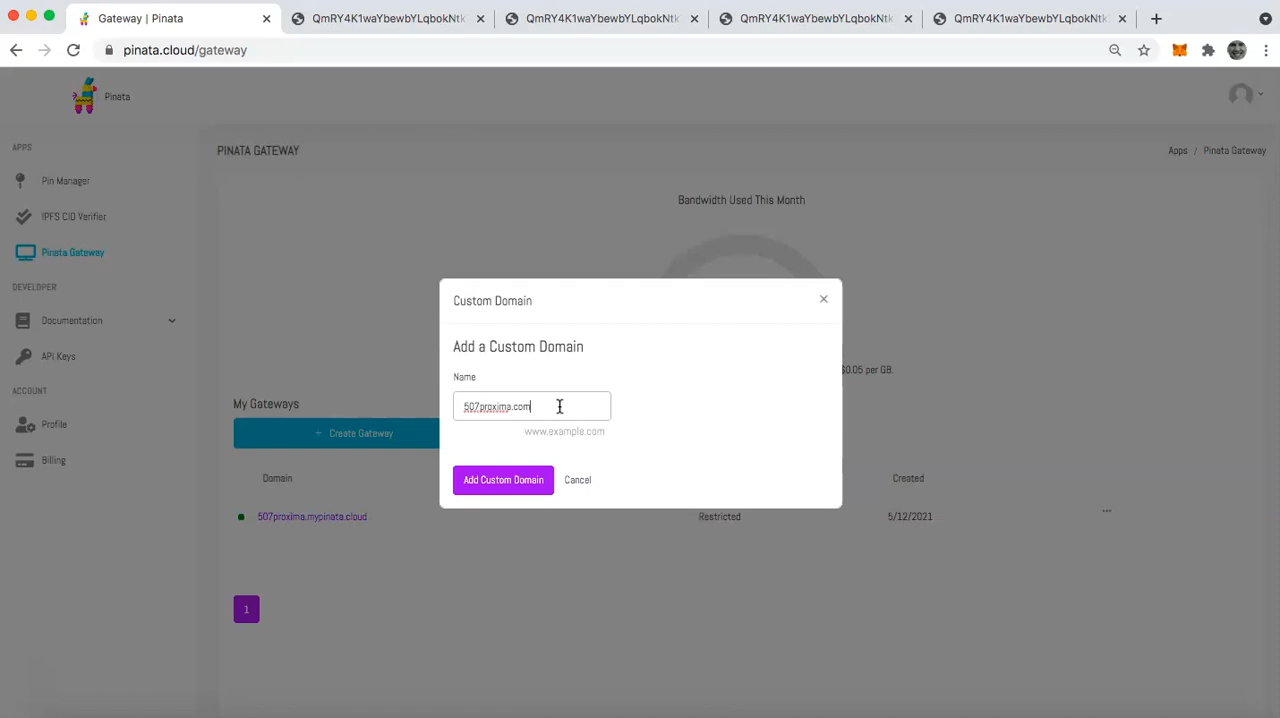 Gateway | Pinata
QmRY4K1waYbewbYLqbokNtk
QmRY4K1waYbewbYLqbokNtk
QmRY4K1waYbewbYLqbokNtk
QmRY4K1waYbewbYLqbokNtk
pinata.cloud/gateway
Pinata
APPS
PINATA GATEWAY
Apps / Pinata Gateway
Pin Manager
Bandwidth Used This Month
IPFS CID Verifier
Pinata Gateway
DEVELOPER
Custom Domain
Documentation
Add a Custom Domain
API Keys
$0.05 per GB.
Name
ACCOUNT
My Gateways
507proxima.com
Profile
+ Create Gateway
www.example.com
Billing
Domain
Add Custom Domain
Cancel
Created
507proxima.mypinata.cloud
Restricted
5/12/2021
1